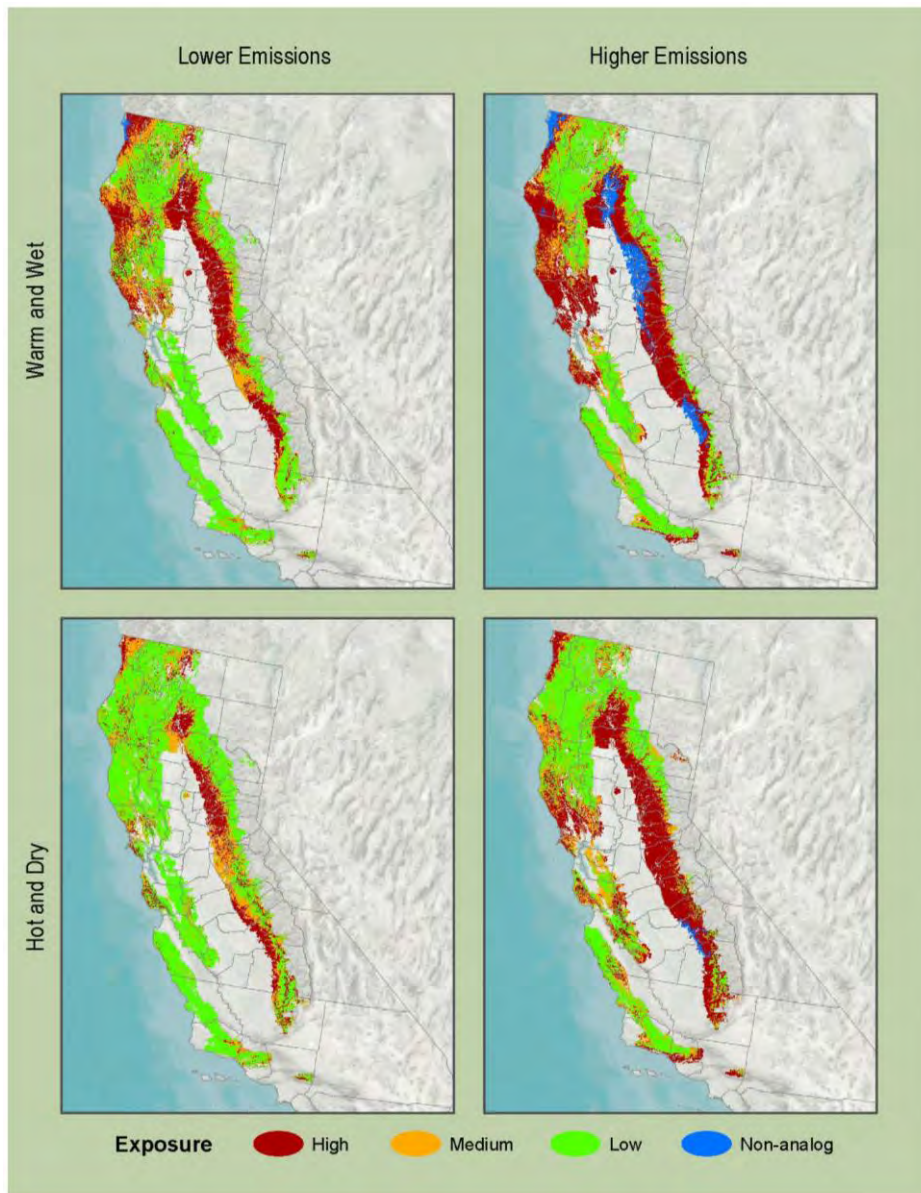 Lower Emissions
Higher Emissions
Warm and Wet
Hot and Dry
Exposure High Medium Low Non-analog